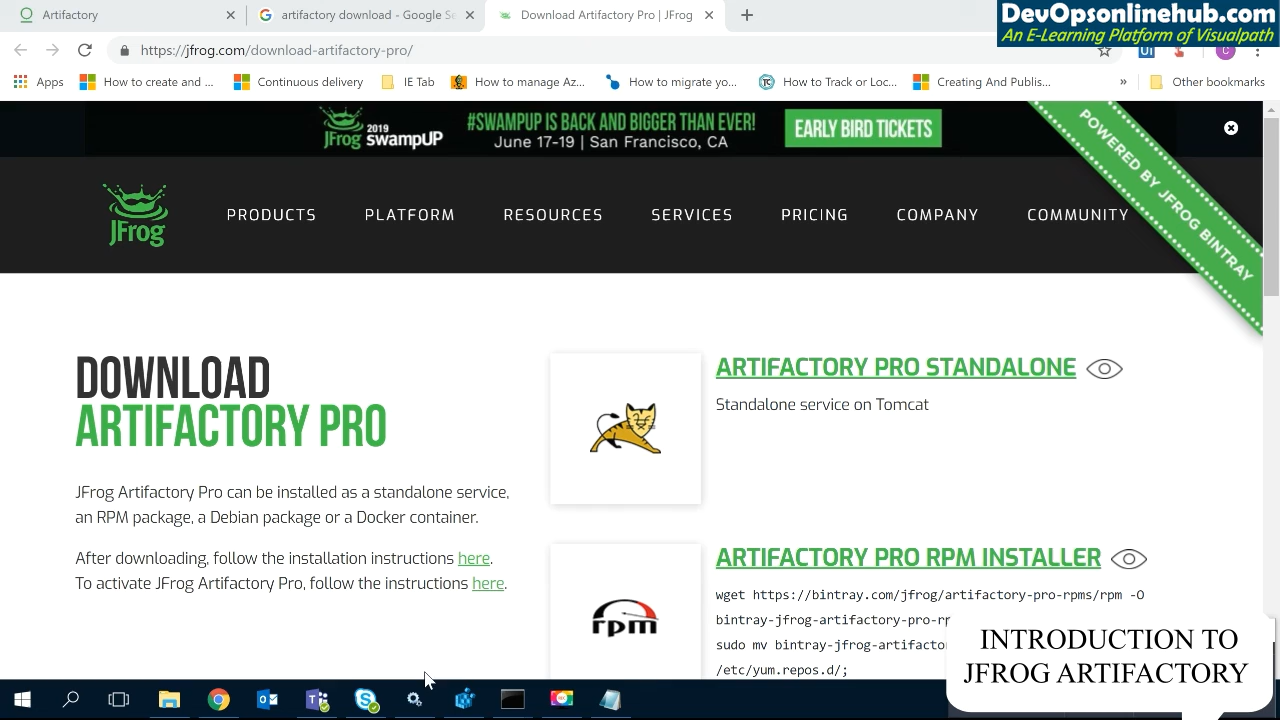 Artifactory
artifactory download - Google Se
Download Artifactory Pro | JFrog
DevOpsonlinehub.com
An E-Learning Platform of Visualpath
https://jfrog.com/download-artifactory-pro/
Apps
How to create and ...
Continuous delivery
IE Tab
How to manage Az...
How to migrate yo...
How to Track or Loc...
Creating And Publis...
»
Other bookmarks
JFrog 2019 swampUP
#SWAMPUP IS BACK AND BIGGER THAN EVER!
June 17-19 | San Francisco, CA
EARLY BIRD TICKETS
POWERED BY JFROG BINTRAY
JFrog
PRODUCTS
PLATFORM
RESOURCES
SERVICES
PRICING
COMPANY
COMMUNITY
DOWNLOAD
ARTIFACTORY PRO
JFrog Artifactory Pro can be installed as a standalone service,
an RPM package, a Debian package or a Docker container.
After downloading, follow the installation instructions here.
To activate JFrog Artifactory Pro, follow the instructions here.
ARTIFACTORY PRO STANDALONE
Standalone service on Tomcat
rpm
ARTIFACTORY PRO RPM INSTALLER
wget https://bintray.com/jfrog/artifactory-pro-rpms/rpm -O
bintray-jfrog-artifactory-pro-rp
sudo mv bintray-jfrog-artifacto
/etc/yum.repos.d/;
INTRODUCTION TO
JFROG ARTIFACTORY